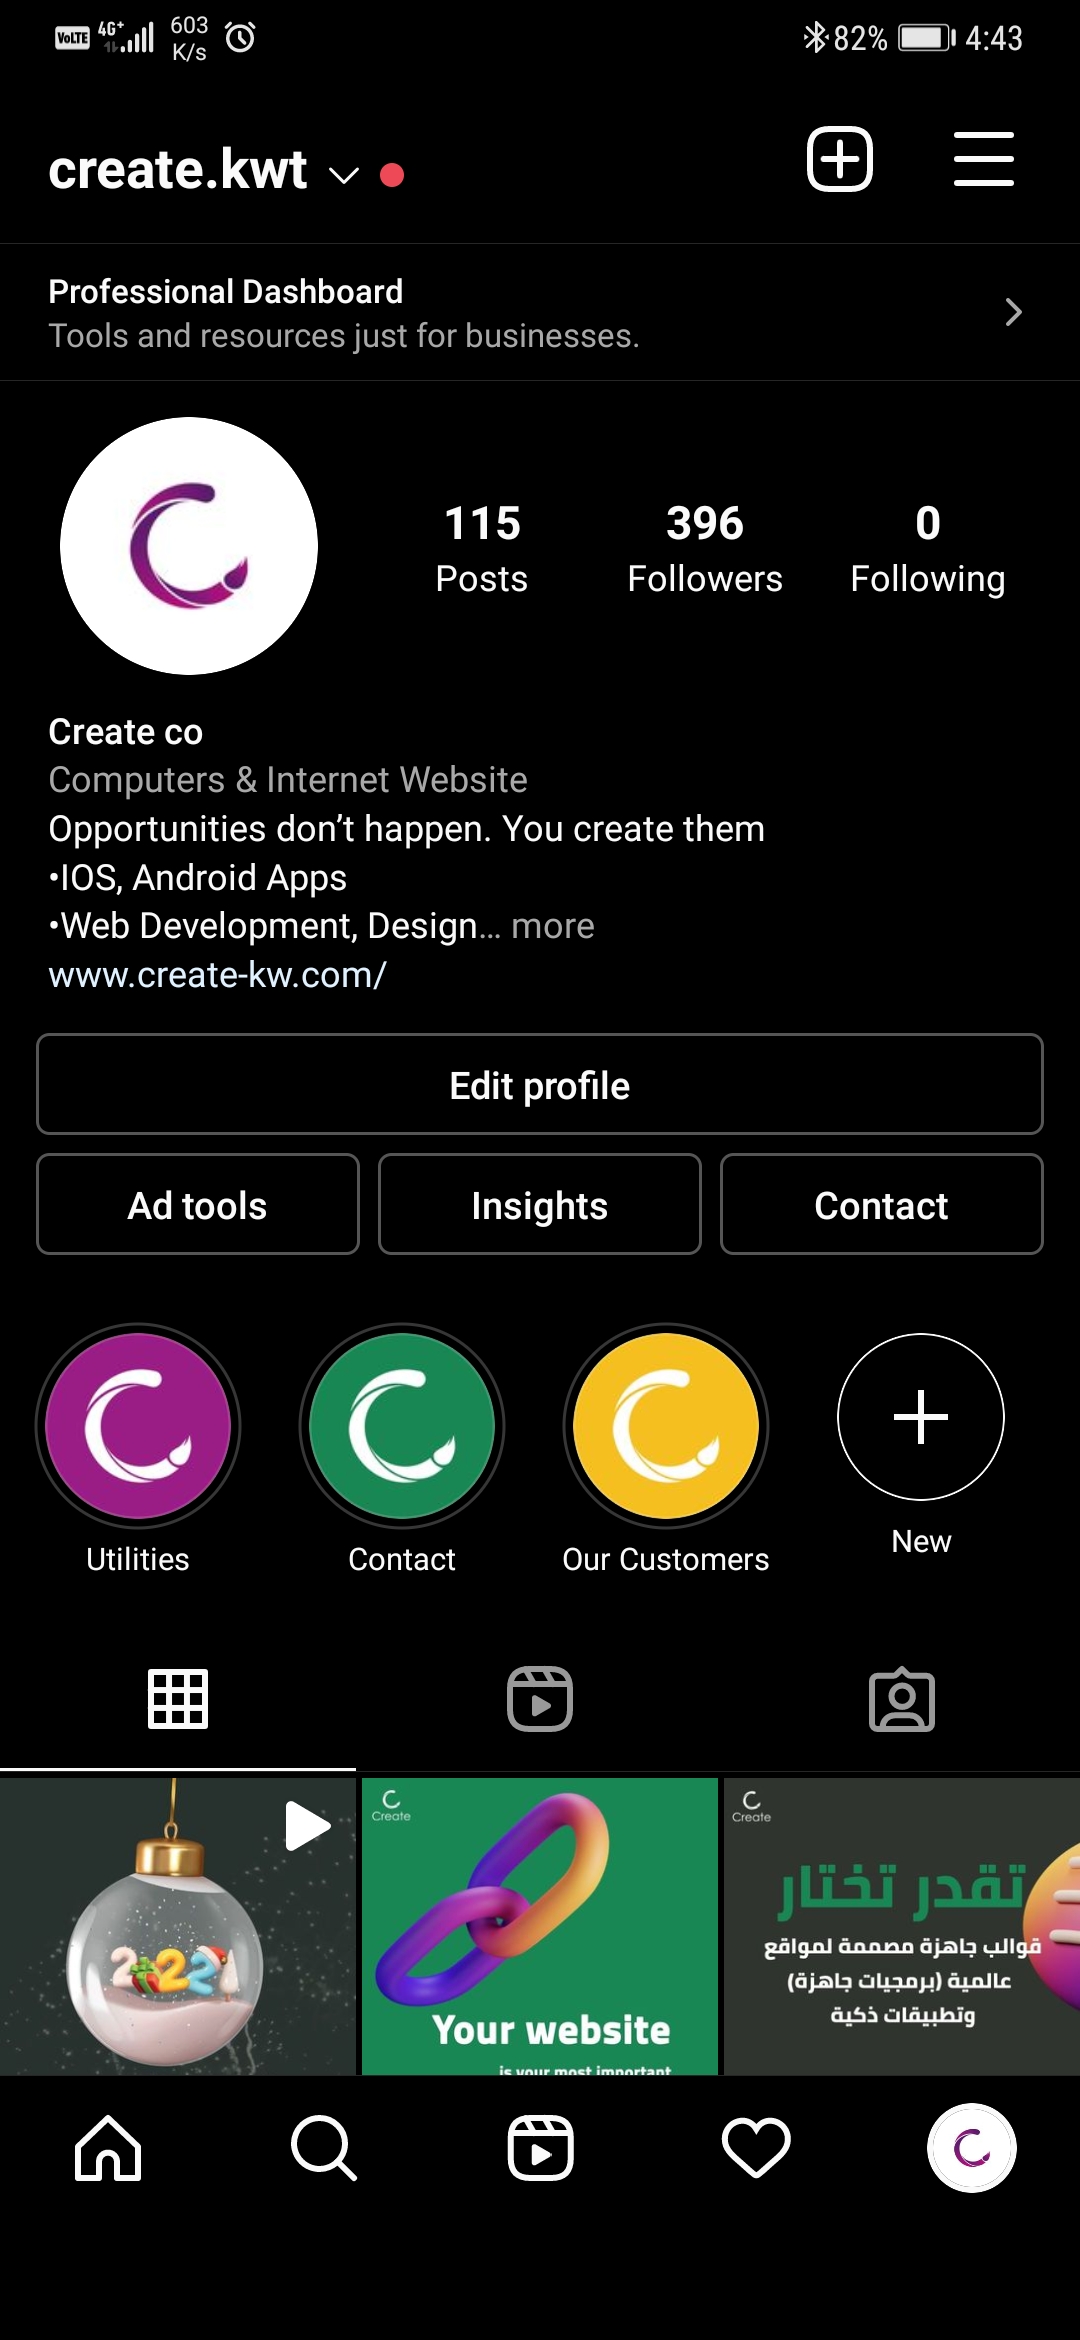 VoLTE 4G+ 603 K/s 82% 4:43
create.kwt
Professional Dashboard
Tools and resources just for businesses.
115 396 0
Posts Followers Following
Create co
Computers & Internet Website
Opportunities don’t happen. You create them
•IOS, Android Apps
•Web Development, Design... more
www.create-kw.com/
Edit profile
Ad tools Insights Contact
Utilities Contact Our Customers New
2022
Create
Your website
is your most important
Create
تقدر تختار
قوالب جاهزة مصممة لمواقع
عالمية (برمجيات جاهزة)
وتطبيقات ذكية